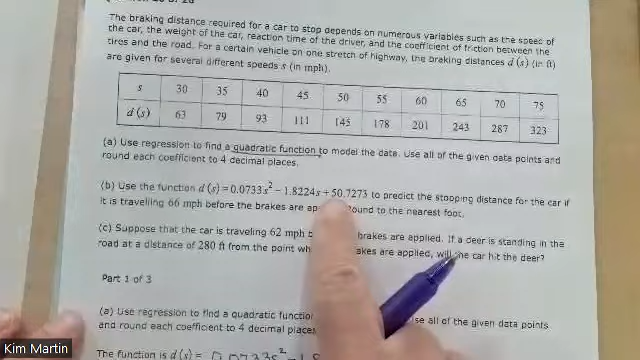 The braking distance required for a car to stop depends on numerous variables such as the speed of
the car, the weight of the car, reaction time of the driver, and the coefficient of friction between the
tires and the road. For a certain vehicle on one stretch of highway, the braking distances d (s) (in ft)
are given for several different speeds s (in mph).
s 30 35 40 45 50 55 60 65 70 75
d (s) 63 79 93 111 145 178 201 243 287 323
(a) Use regression to find a quadratic function to model the data. Use all of the given data points and
round each coefficient to 4 decimal places.
(b) Use the function d (s) = 0.0733s² − 1.8224s + 50.7273 to predict the stopping distance for the car if
it is travelling 66 mph before the brakes are round to the nearest foot.
(c) Suppose that the car is traveling 62 mph brakes are applied. If a deer is standing in the
road at a distance of 280 ft from the point are applied, will the car hit the deer?
Part 1 of 3
(a) Use regression to find a quadratic all of the given data points
and round each coefficient to 4 decimal
The function is d (s) = 0.0733s²
Kim Martin